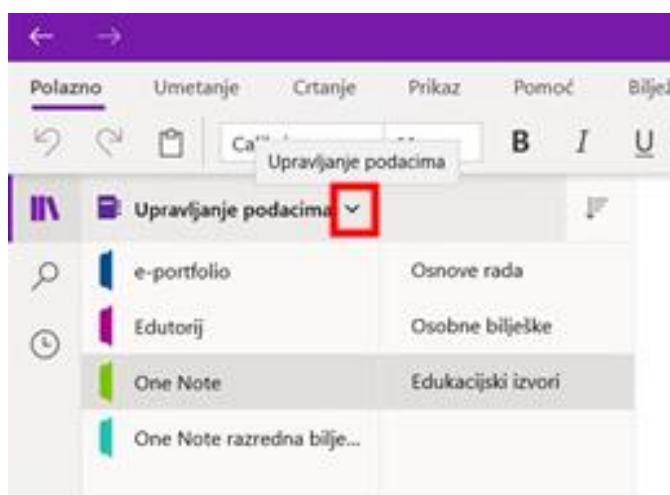 Polazno Umetanje Crtanje Prikaz Pomoć
B I U
Upravljanje podacima
Upravljanje podacima
e-portfolio Osnove rada
Edutorij Osobne bilješke
One Note Edukacijski izvori
One Note razredna bilje...